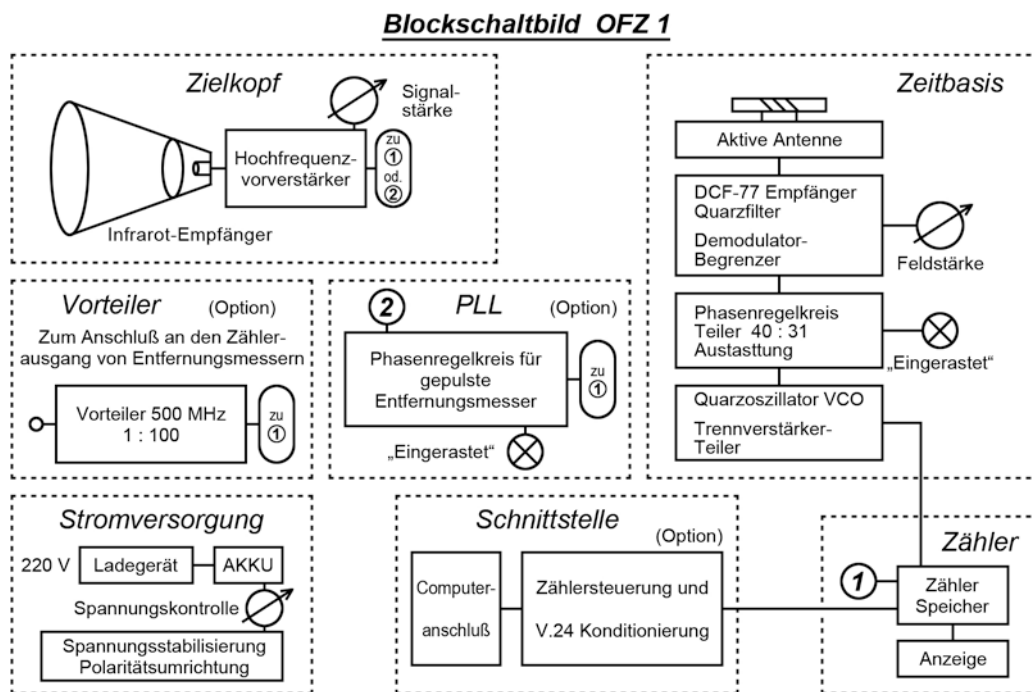 Blockschaltbild OFZ 1
Zielkopf
Signal-
stärke
Hochfrequenz-
vorverstärker
zu
①
od.
②
Infrarot-Empfänger
Zeitbasis
Aktive Antenne
DCF-77 Empfänger
Quarzfilter
Demodulator-
Begrenzer
Feldstärke
Phasenregelkreis
Teiler 40 : 31
Austasttung
„Eingerastet“
Quarzoszillator VCO
Trennverstärker-
Teiler
Vorteiler (Option)
Zum Anschluß an den Zähler-
ausgang von Entfernungsmessern
Vorteiler 500 MHz
1 : 100
zu
①
② PLL (Option)
Phasenregelkreis für
gepulste
Entfernungsmesser
zu
①
„Eingerastet“
Stromversorgung
220 V Ladegerät AKKU
Spannungskontrolle
Spannungsstabilisierung
Polaritätsumrichtung
Schnittstelle
(Option)
Computer-
anschluß
Zählersteuerung und
V.24 Konditionierung
Zähler
①
Zähler
Speicher
Anzeige